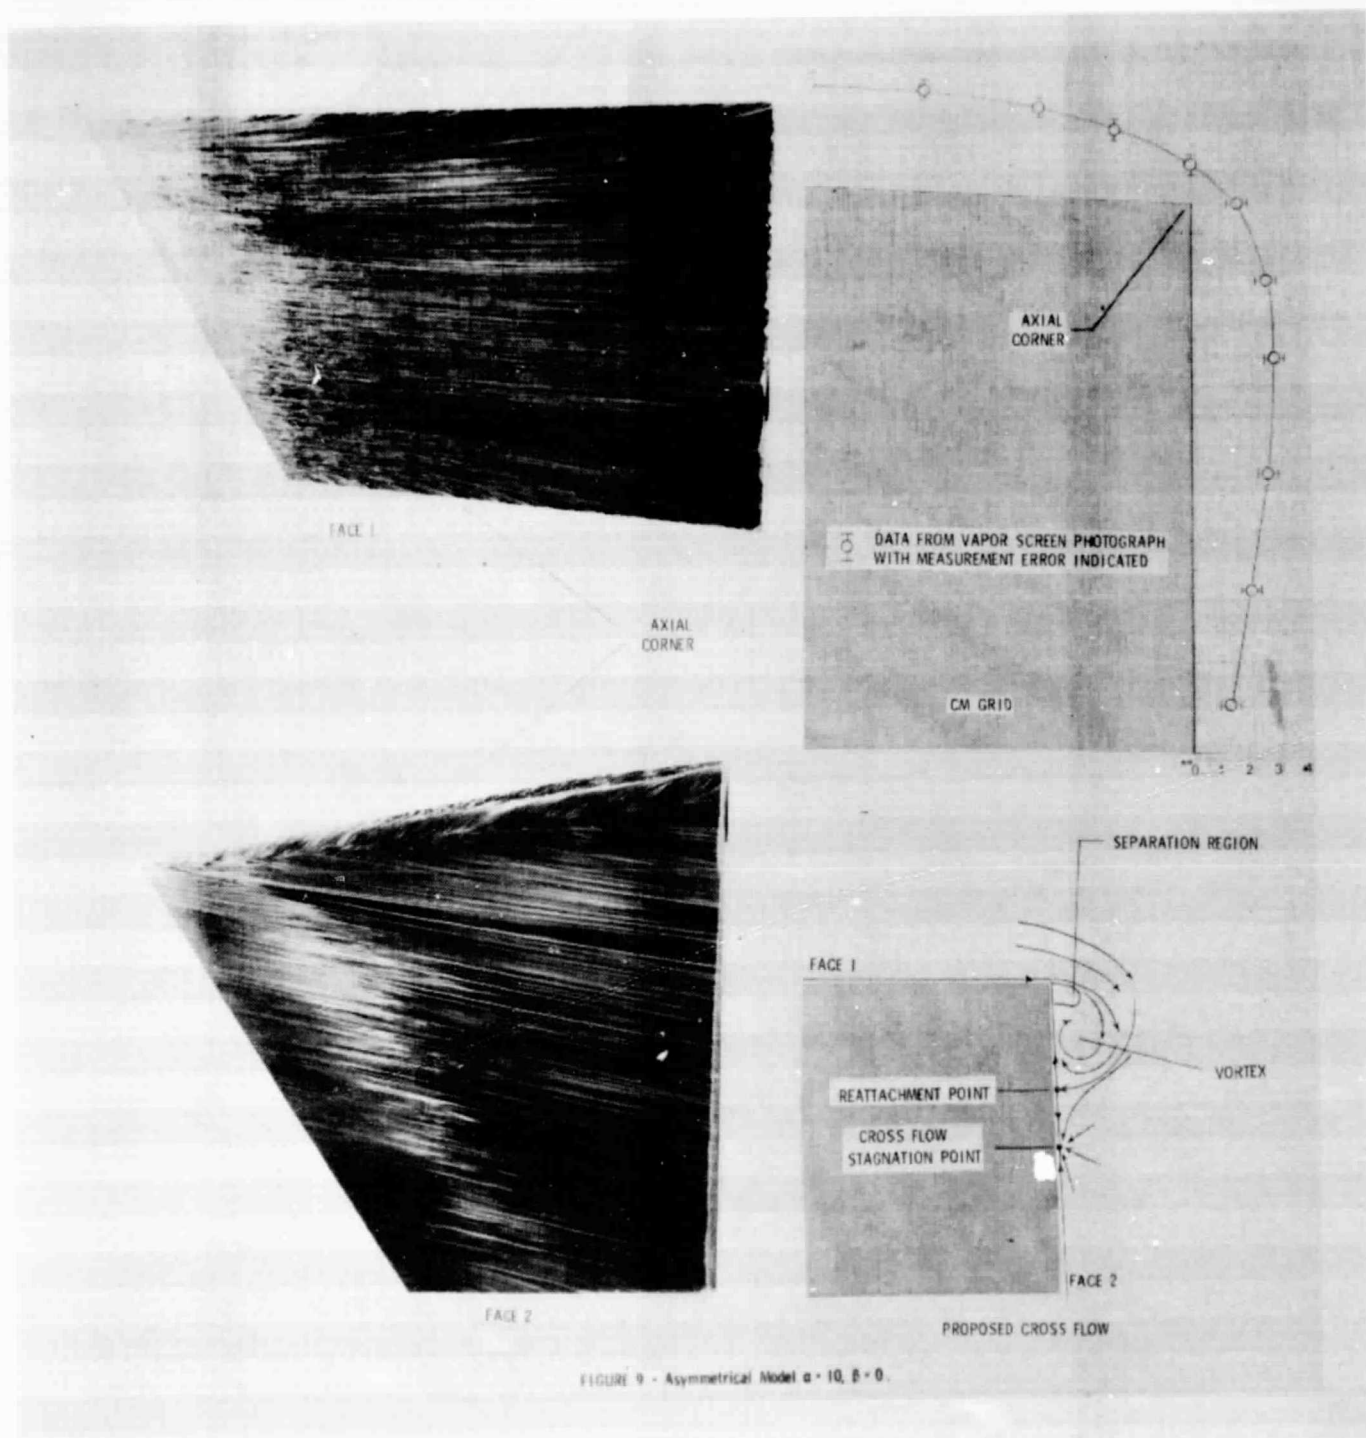 FACE 1
AXIAL
CORNER
AXIAL
CORNER
DATA FROM VAPOR SCREEN PHOTOGRAPH
WITH MEASUREMENT ERROR INDICATED
CM GRID
0 1 2 3 4
FACE 2
SEPARATION REGION
FACE 1
VORTEX
REATTACHMENT POINT
CROSS FLOW
STAGNATION POINT
FACE 2
PROPOSED CROSS FLOW
FIGURE 9 - Asymmetrical Model α = 10, β = 0.